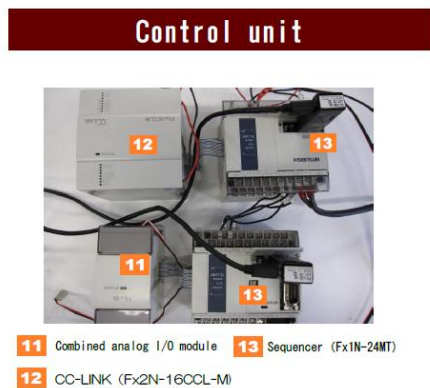 Control unit
12
13
MITSUBISHI
11
13
11 Combined analog I/O module 13 Sequencer (Fx1N-24MT)
12 CC-LINK (Fx2N-16CCL-M)